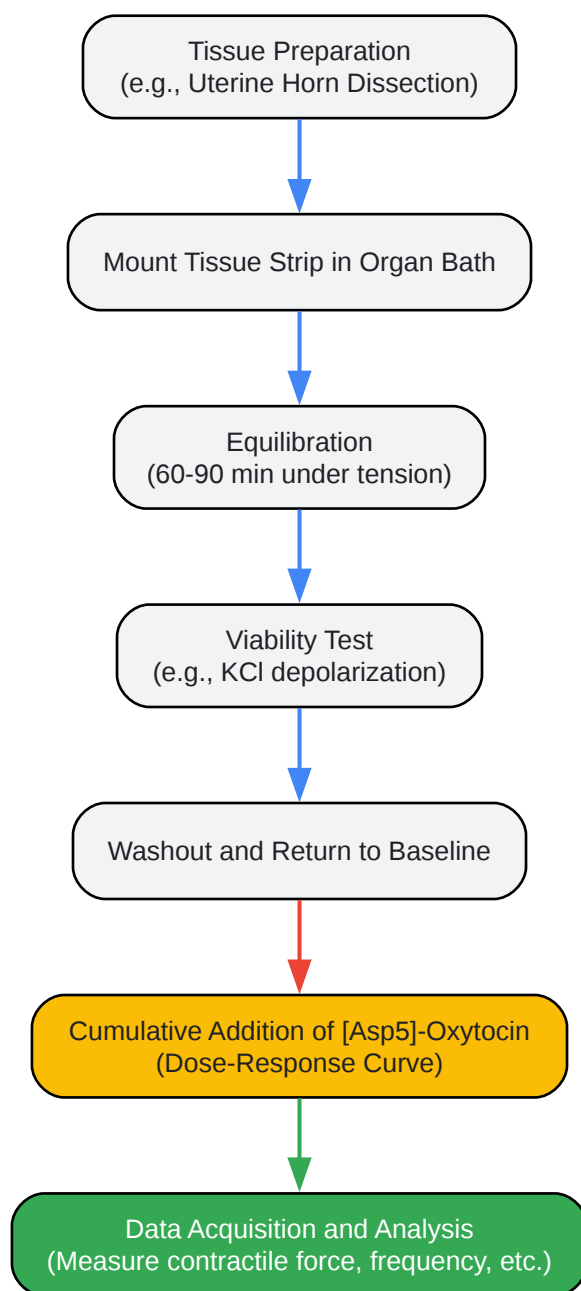 Tissue Preparation
(e.g., Uterine Horn Dissection)
Mount Tissue Strip in Organ Bath
Equilibration
(60-90 min under tension)
Viability Test
(e.g., KCl depolarization)
Washout and Return to Baseline
Cumulative Addition of [Asp5]-Oxytocin
(Dose-Response Curve)
Data Acquisition and Analysis
(Measure contractile force, frequency, etc.)